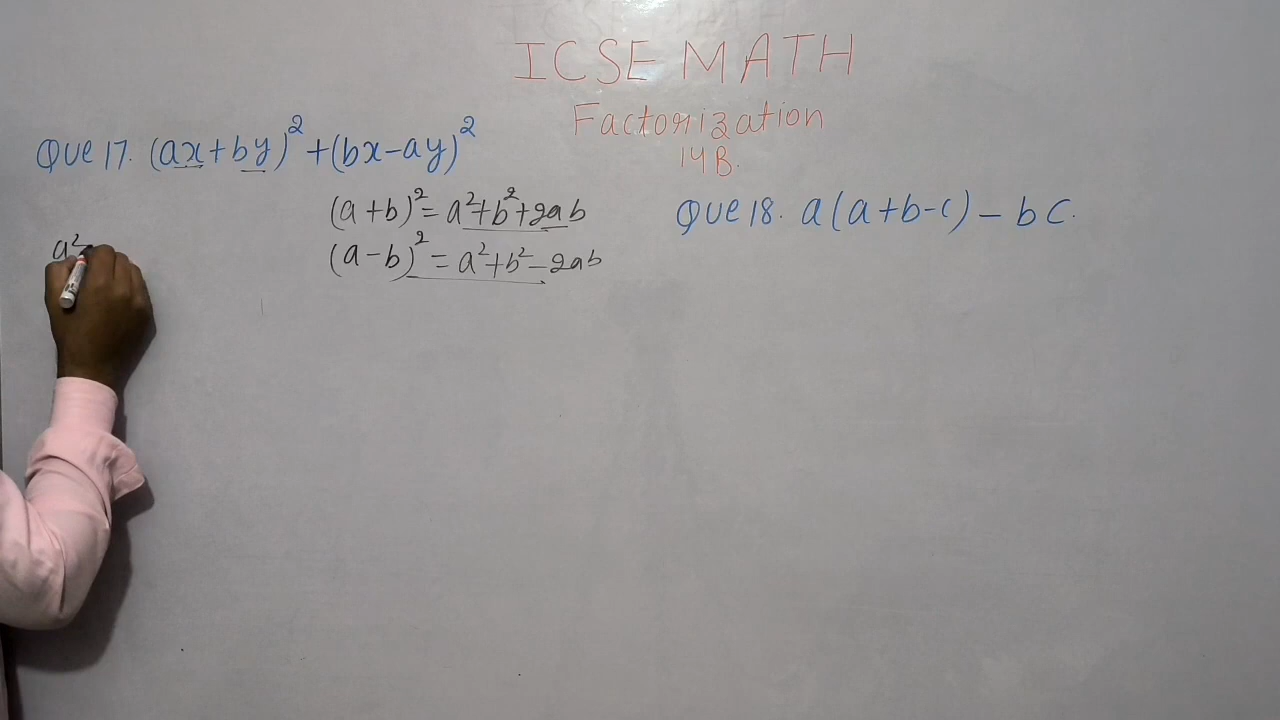 ICSE MATH
Factorization
14B.
Que 17. (ax+by)² +(bx-ay)²
(a+b)² = a²+b²+2ab
(a-b)² = a²+b²-2ab
a²
Que 18. a(a+b-c) - bc.